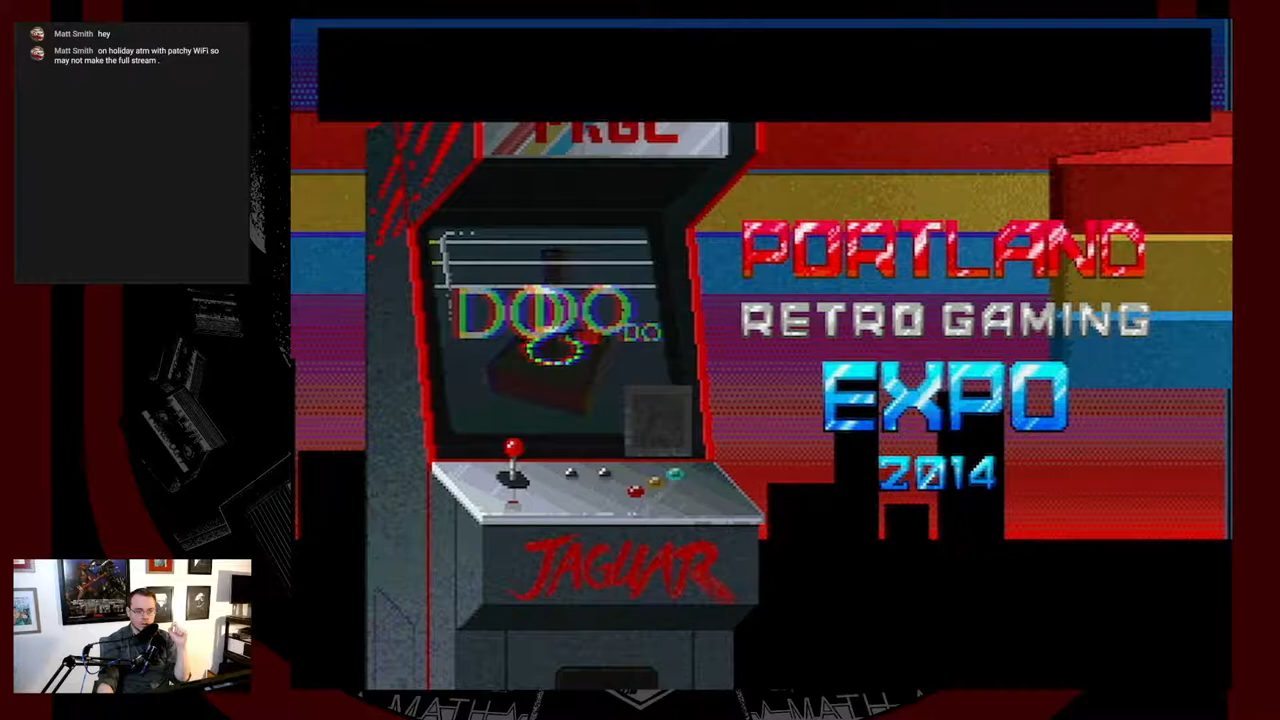 Matt Smith hey
Matt Smith on holiday atm with patchy WiFi so
may not make the full stream .
PRGE
PORTLAND
RETRO GAMING
EXPO
2014
JAGUAR